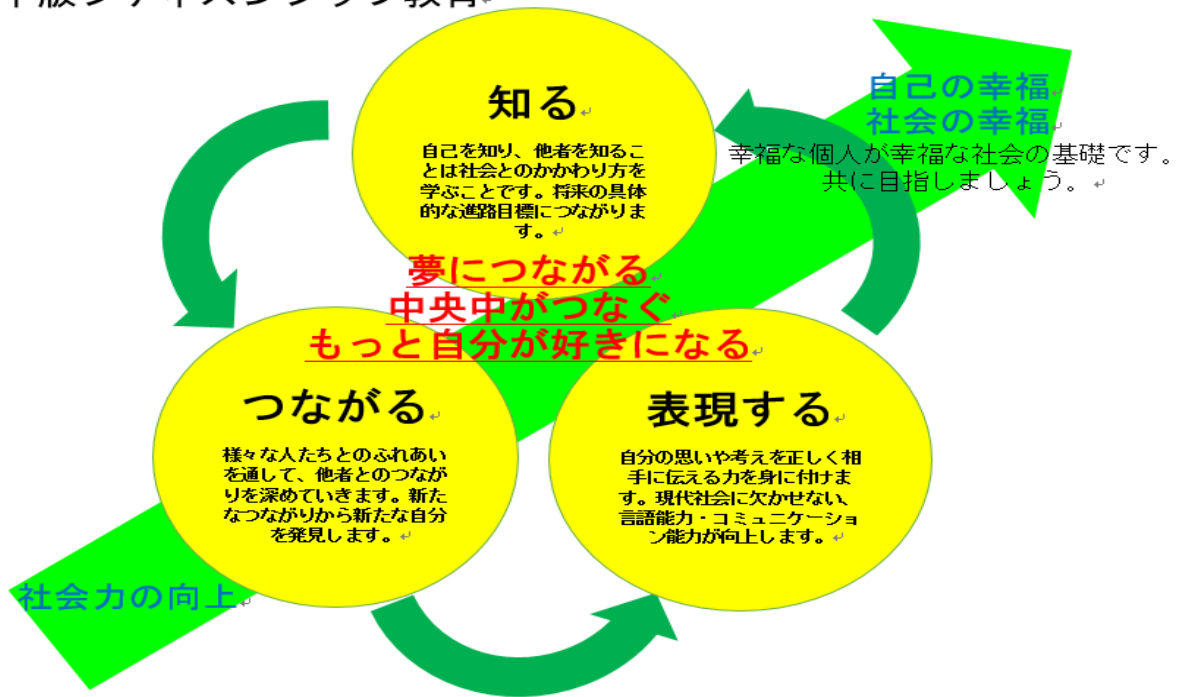 シティズンシップ教育
知る
自己を知り、他者を知るこ
とは社会とのかかわり方を
学ぶことです。将来の具体
的な進路目標につながりま
す。
自己の幸福
社会の幸福
幸福な個人が幸福な社会の基礎です。
共に目指しましょう。
夢につながる
中央中がつなぐ
もっと自分が好きになる
つながる
様々な人たちとのふれあい
を通して、他者とのつなが
りを深めていきます。新た
なつながりから新たな自分
を発見します。
表現する
自分の思いや考えを正しく相
手に伝える力を身に付けま
す。現代社会に欠かせない、
言語能力・コミュニケーショ
ン能力が向上します。
社会力の向上